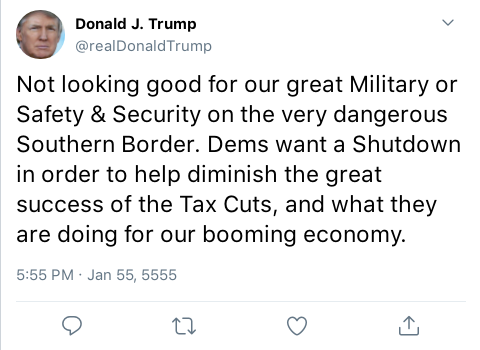 Donald J. Trump
@realDonaldTrump
Not looking good for our great Military or
Safety & Security on the very dangerous
Southern Border. Dems want a Shutdown
in order to help diminish the great
success of the Tax Cuts, and what they
are doing for our booming economy.
5:55 PM · Jan 55, 5555